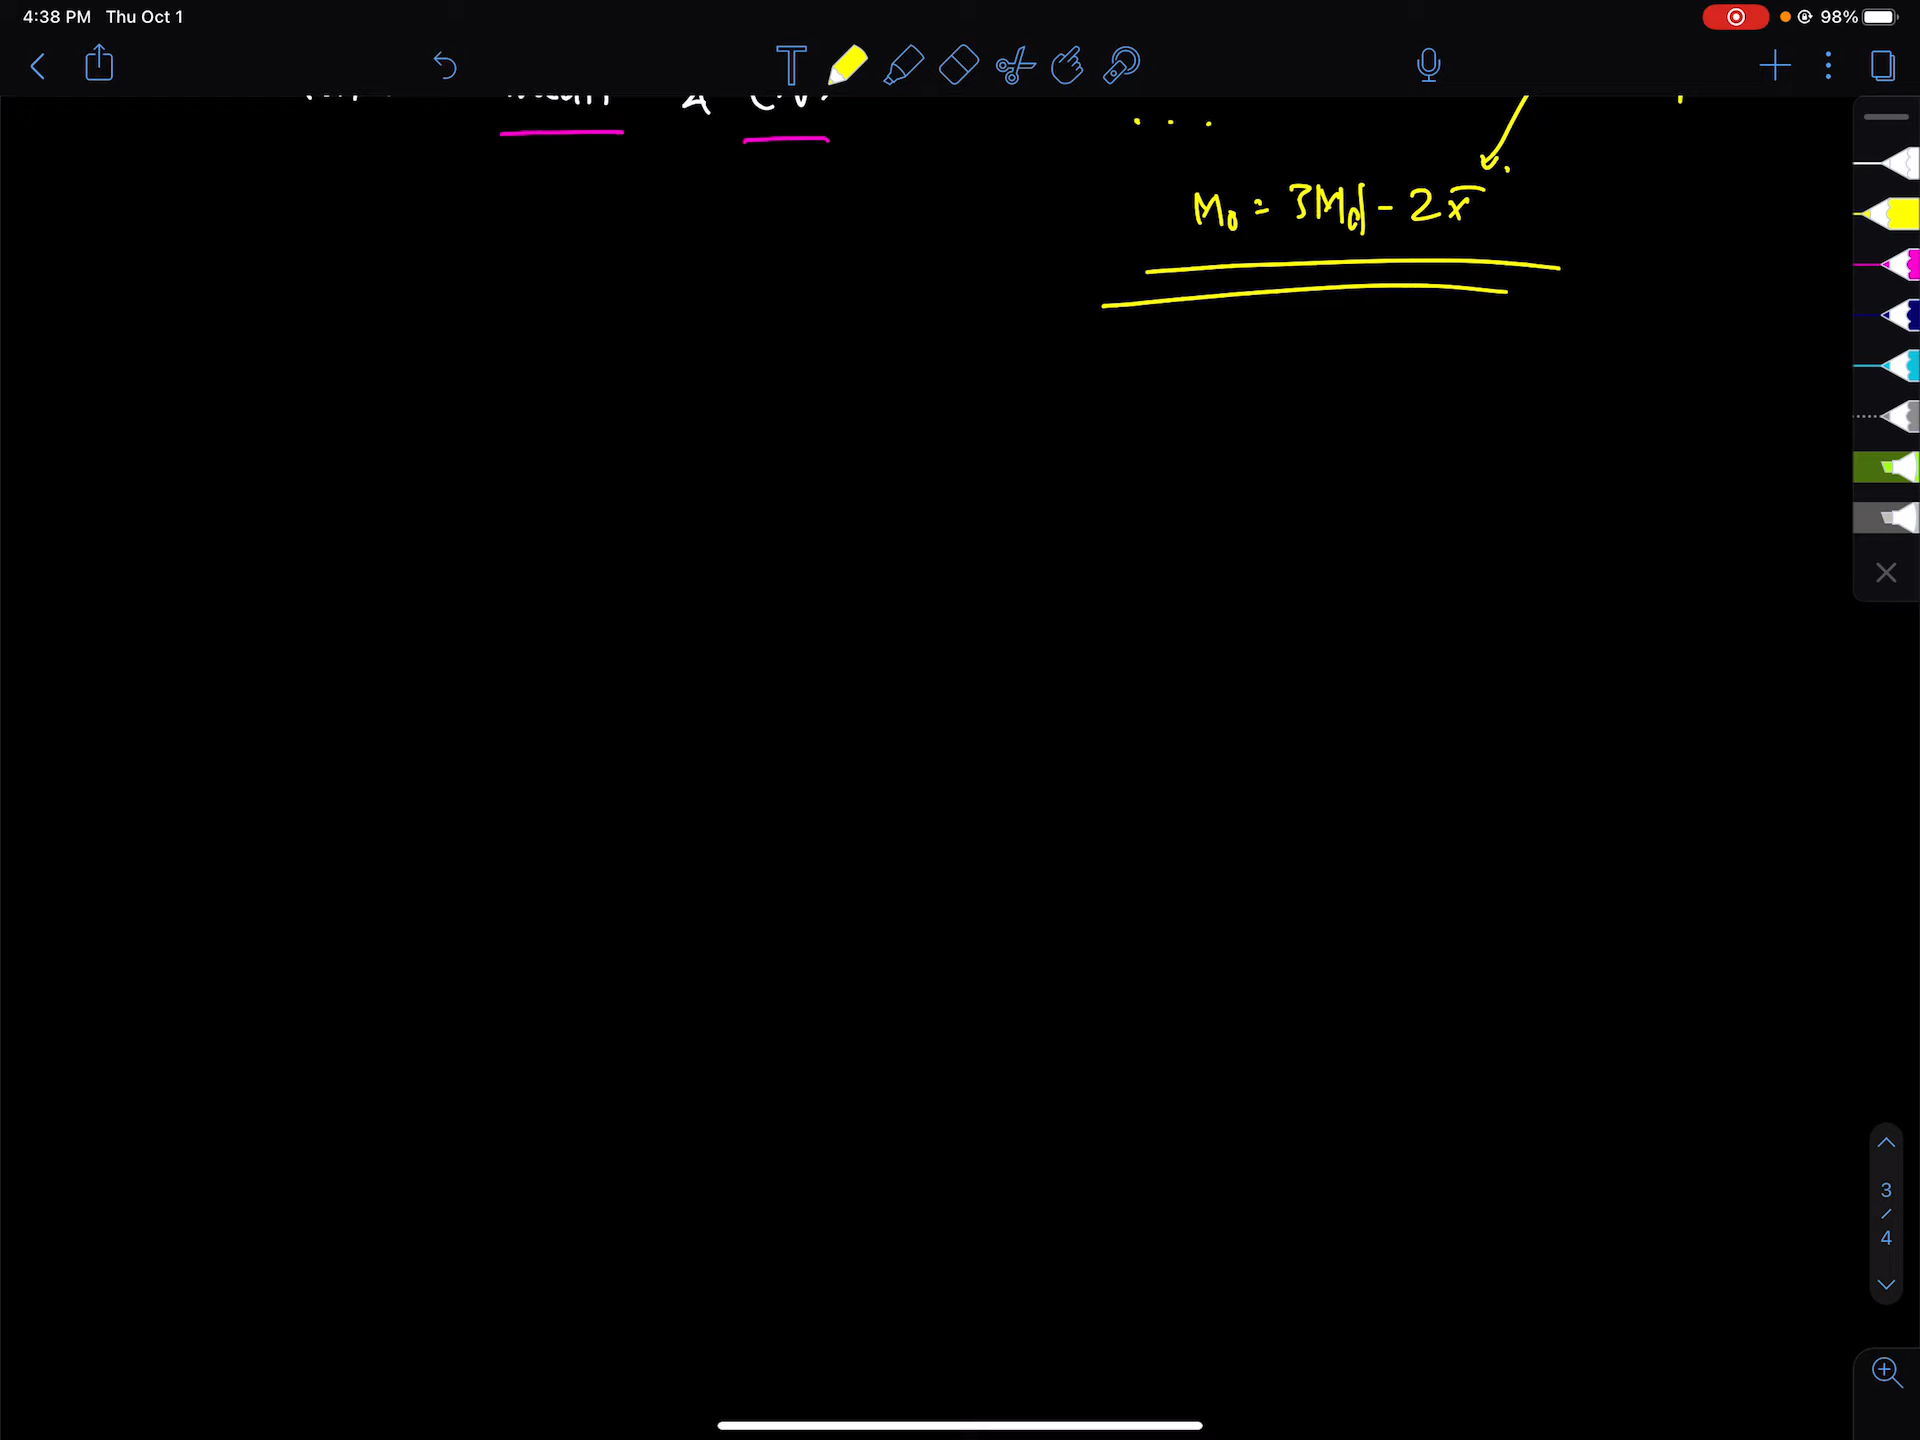 4:38 PM Thu Oct 1
98%
. . .
M₀ = 3Md - 2x̄
3
/
4